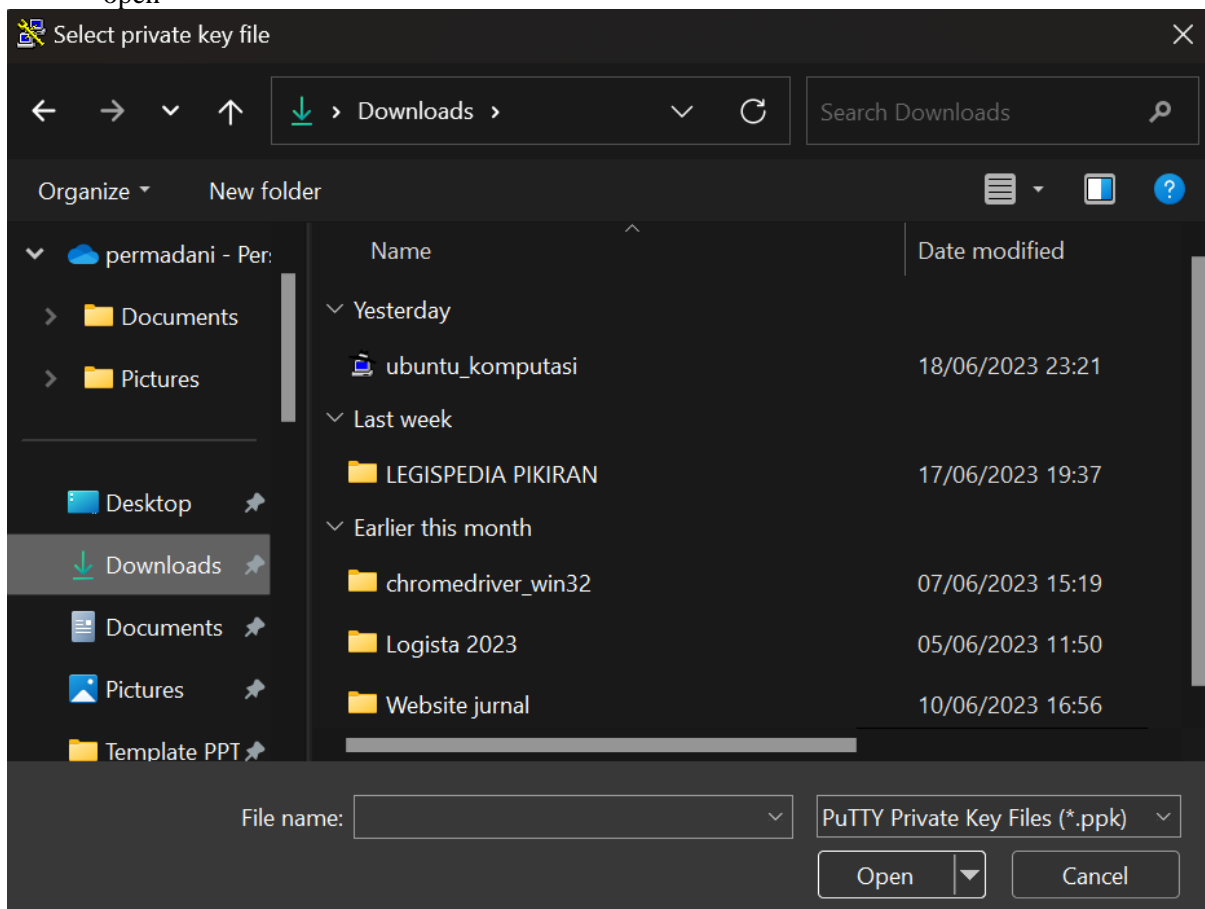 open
Select private key file
Downloads
Search Downloads
Organize
New folder
permadani - Per
Documents
Pictures
Desktop
Downloads
Documents
Pictures
Template PPT
Name
Date modified
Yesterday
ubuntu_komputasi 18/06/2023 23:21
Last week
LEGISPEDIA PIKIRAN 17/06/2023 19:37
Earlier this month
chromedriver_win32 07/06/2023 15:19
Logista 2023 05/06/2023 11:50
Website jurnal 10/06/2023 16:56
File name:
PuTTY Private Key Files (*.ppk)
Open
Cancel